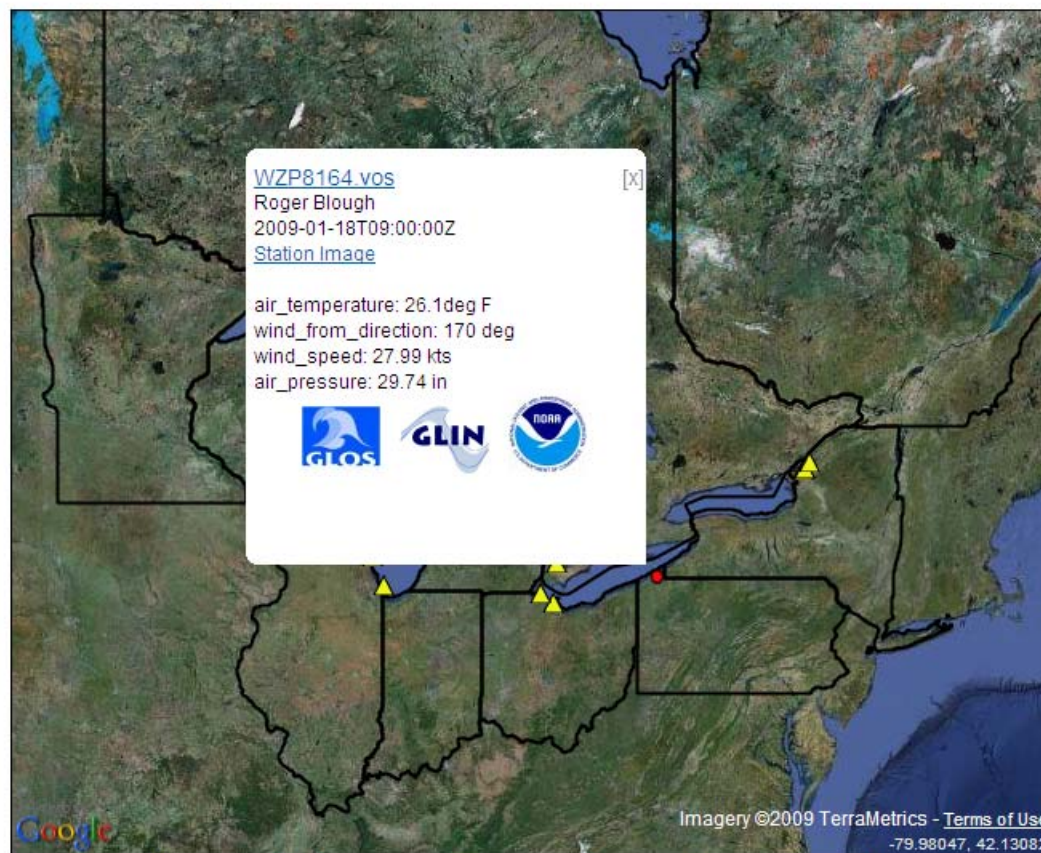 WZP8164.vos
[x]
Roger Blough
2009-01-18T09:00:00Z
Station Image
air_temperature: 26.1deg F
wind_from_direction: 170 deg
wind_speed: 27.99 kts
air_pressure: 29.74 in
GLOS
GLIN
NOAA
Google
Imagery ©2009 TerraMetrics - Terms of Use
-79.98047, 42.13082